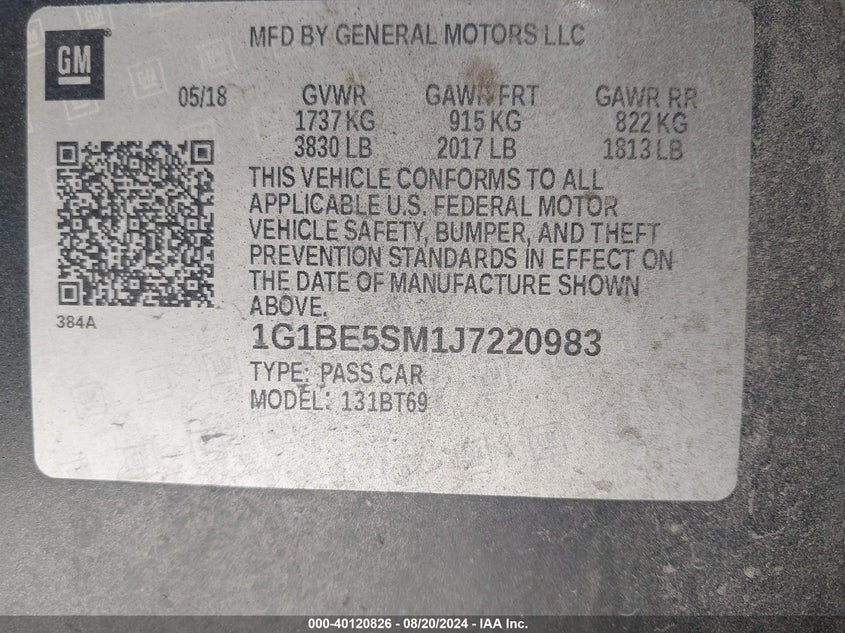 GM
MFD BY GENERAL MOTORS LLC
05/18 GVWR GAWR FRT GAWR RR
1737 KG 915 KG 822 KG
3830 LB 2017 LB 1813 LB
THIS VEHICLE CONFORMS TO ALL
APPLICABLE U.S. FEDERAL MOTOR
VEHICLE SAFETY, BUMPER, AND THEFT
PREVENTION STANDARDS IN EFFECT ON
THE DATE OF MANUFACTURE SHOWN
ABOVE.
384A
1G1BE5SM1J7220983
TYPE: PASS CAR
MODEL: 131BT69
000-40120826 - 08/20/2024 - IAA Inc.